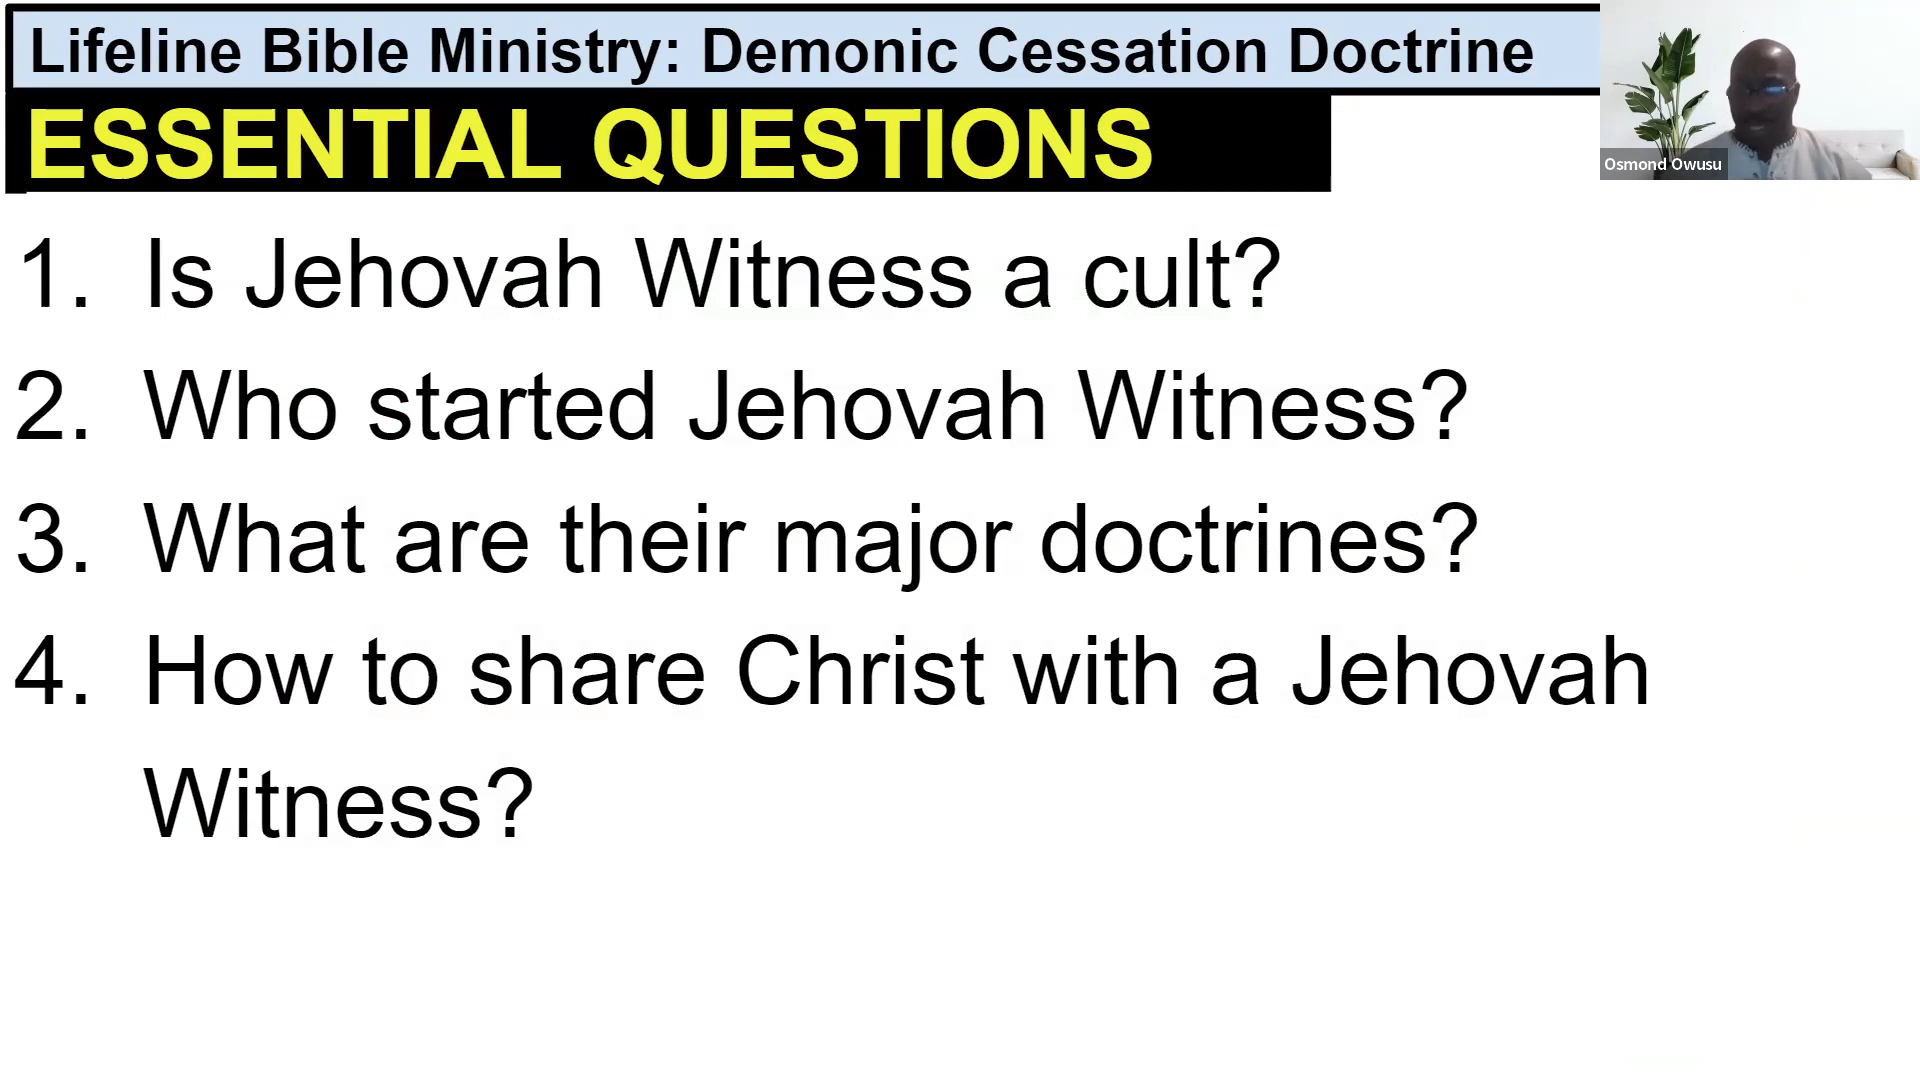 Lifeline Bible Ministry: Demonic Cessation Doctrine
ESSENTIAL QUESTIONS
Osmond Owusu
1. Is Jehovah Witness a cult?
2. Who started Jehovah Witness?
3. What are their major doctrines?
4. How to share Christ with a Jehovah
Witness?